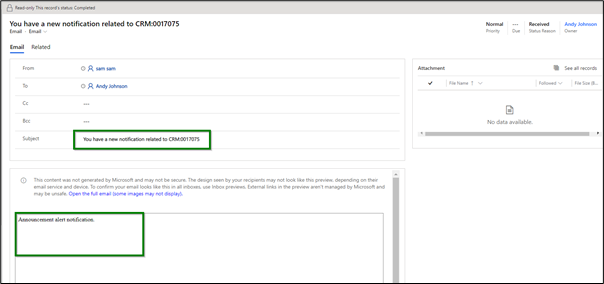 Read-only This record's status: Completed
You have a new notification related to CRM:0017075
Email · Email
Normal
Priority
---
Due
Received
Status Reason
Andy Johnson
Owner
Email Related
From
sam sam
To
Andy Johnson
Cc
---
Bcc
---
Subject
You have a new notification related to CRM:0017075
Attachment
See all records
File Name
Followed
File Size (B...
No data available.
This content was not generated by Microsoft and may not be secure. The design seen by your recipients may not look like this preview, depending on their
email service and device. To confirm your email looks like this in all inboxes, use Inbox previews. External links in the preview aren't managed by Microsoft and
may be unsafe. Open the full email (some images may not display).
Announcement alert notification.